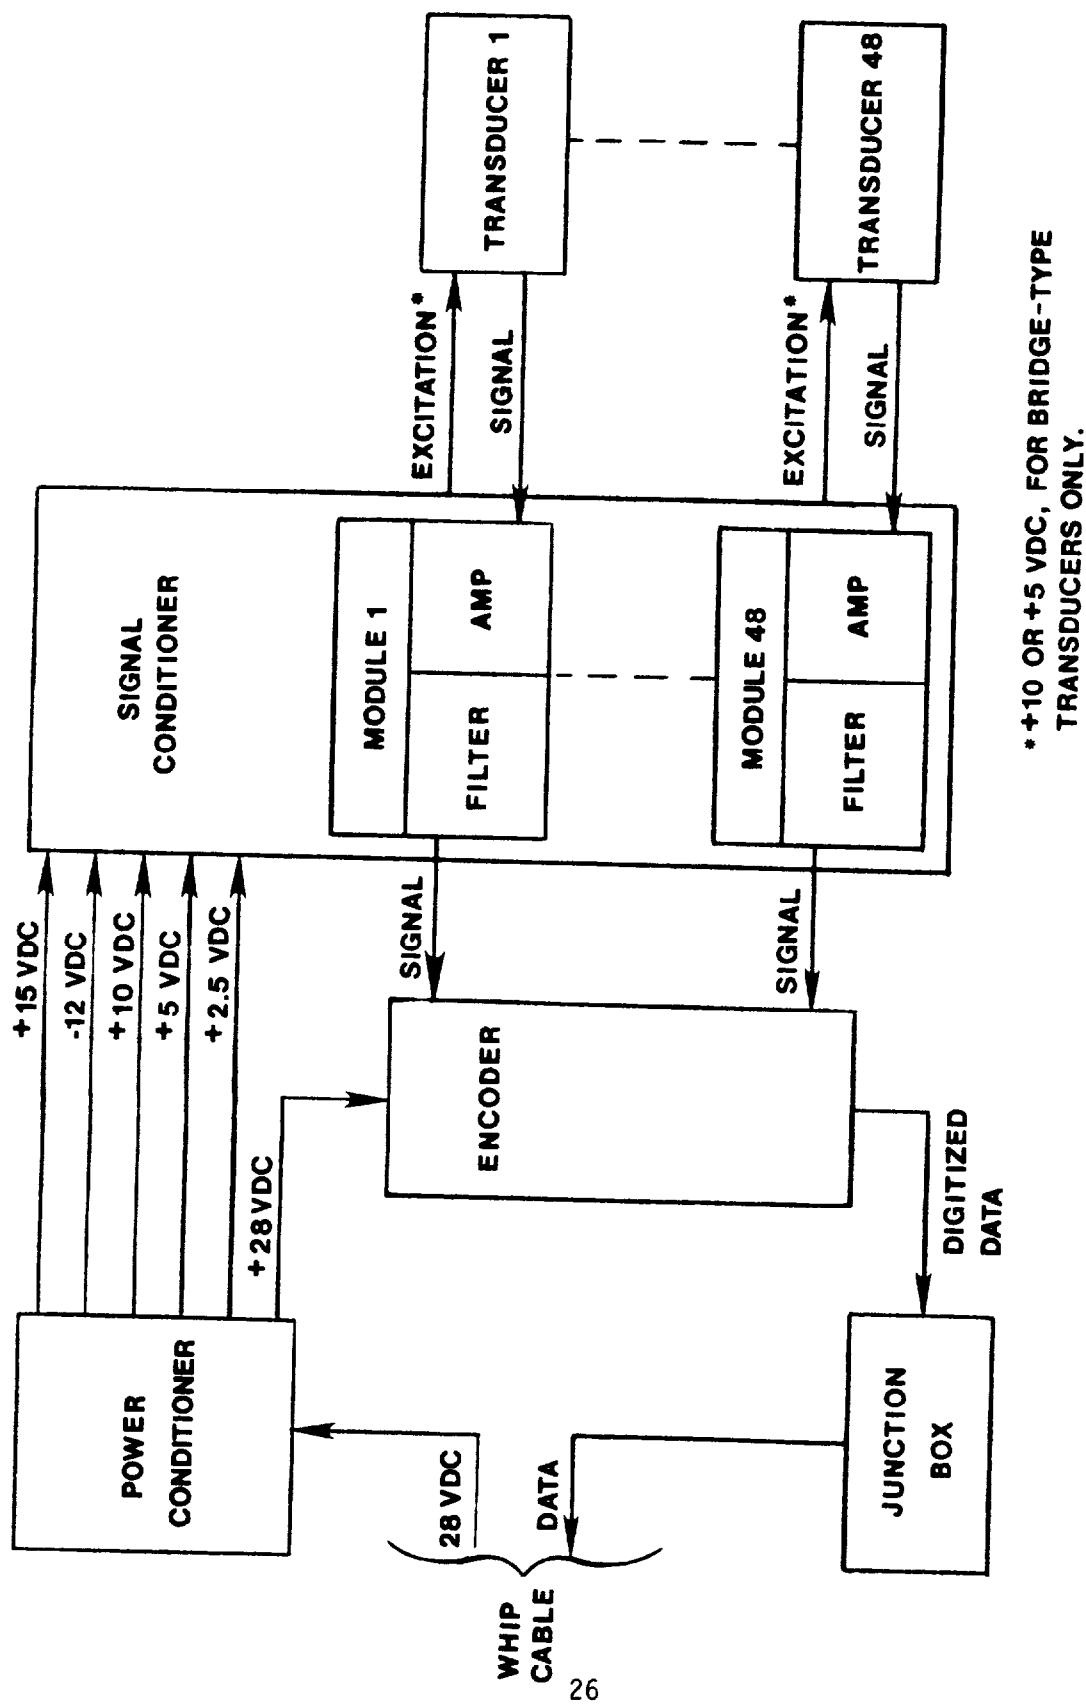 POWER
CONDITIONER
+15 VDC
-12 VDC
+10 VDC
+5 VDC
+2.5 VDC
+28 VDC
SIGNAL
CONDITIONER
WHIP
CABLE
28 VDC
DATA
ENCODER
SIGNAL
MODULE 1
FILTER
AMP
EXCITATION*
SIGNAL
TRANSDUCER 1
SIGNAL
MODULE 48
FILTER
AMP
EXCITATION*
SIGNAL
TRANSDUCER 48
JUNCTION
BOX
DIGITIZED
DATA
*+10 OR +5 VDC, FOR BRIDGE-TYPE
TRANSDUCERS ONLY.
26